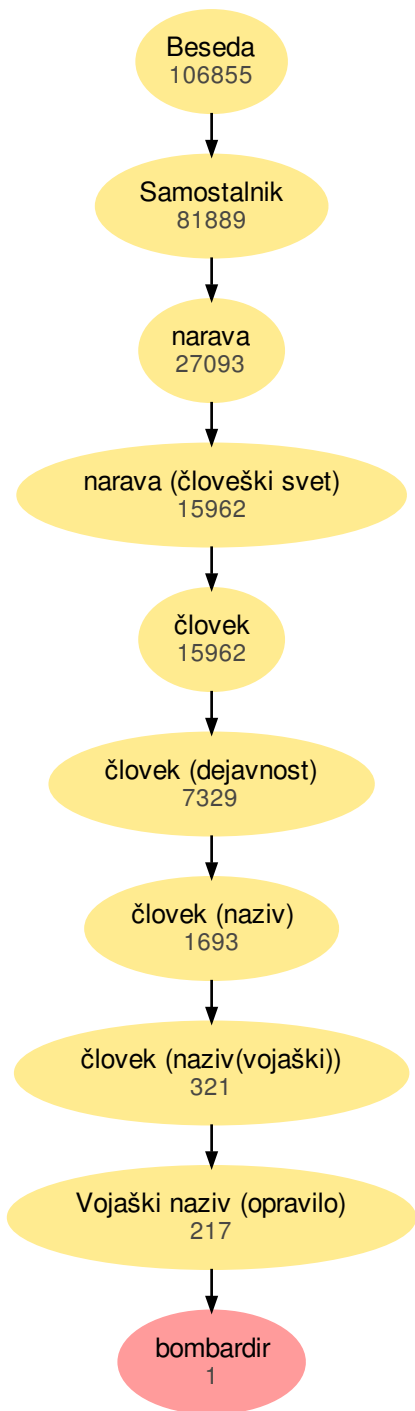 Beseda
106855
Samostalnik
81889
narava
27093
narava (človeški svet)
15962
človek
15962
človek (dejavnost)
7329
človek (naziv)
1693
človek (naziv(vojaški))
321
Vojaški naziv (opravilo)
217
bombardir
1